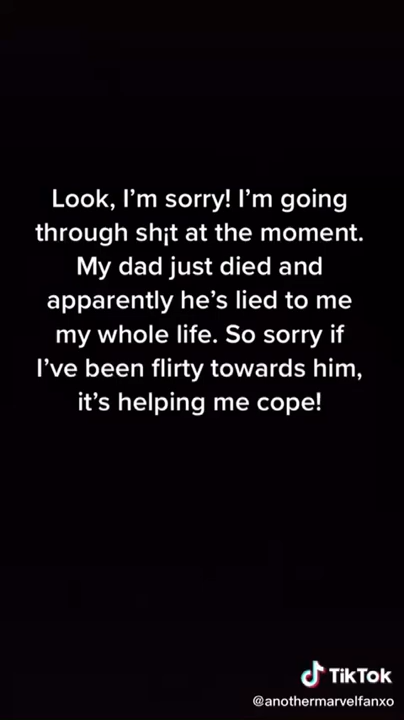 Look, I’m sorry! I’m going
through sh¡t at the moment.
My dad just died and
apparently he’s lied to me
my whole life. So sorry if
I’ve been flirty towards him,
it’s helping me cope!
TikTok
@anothermarvelfanxo